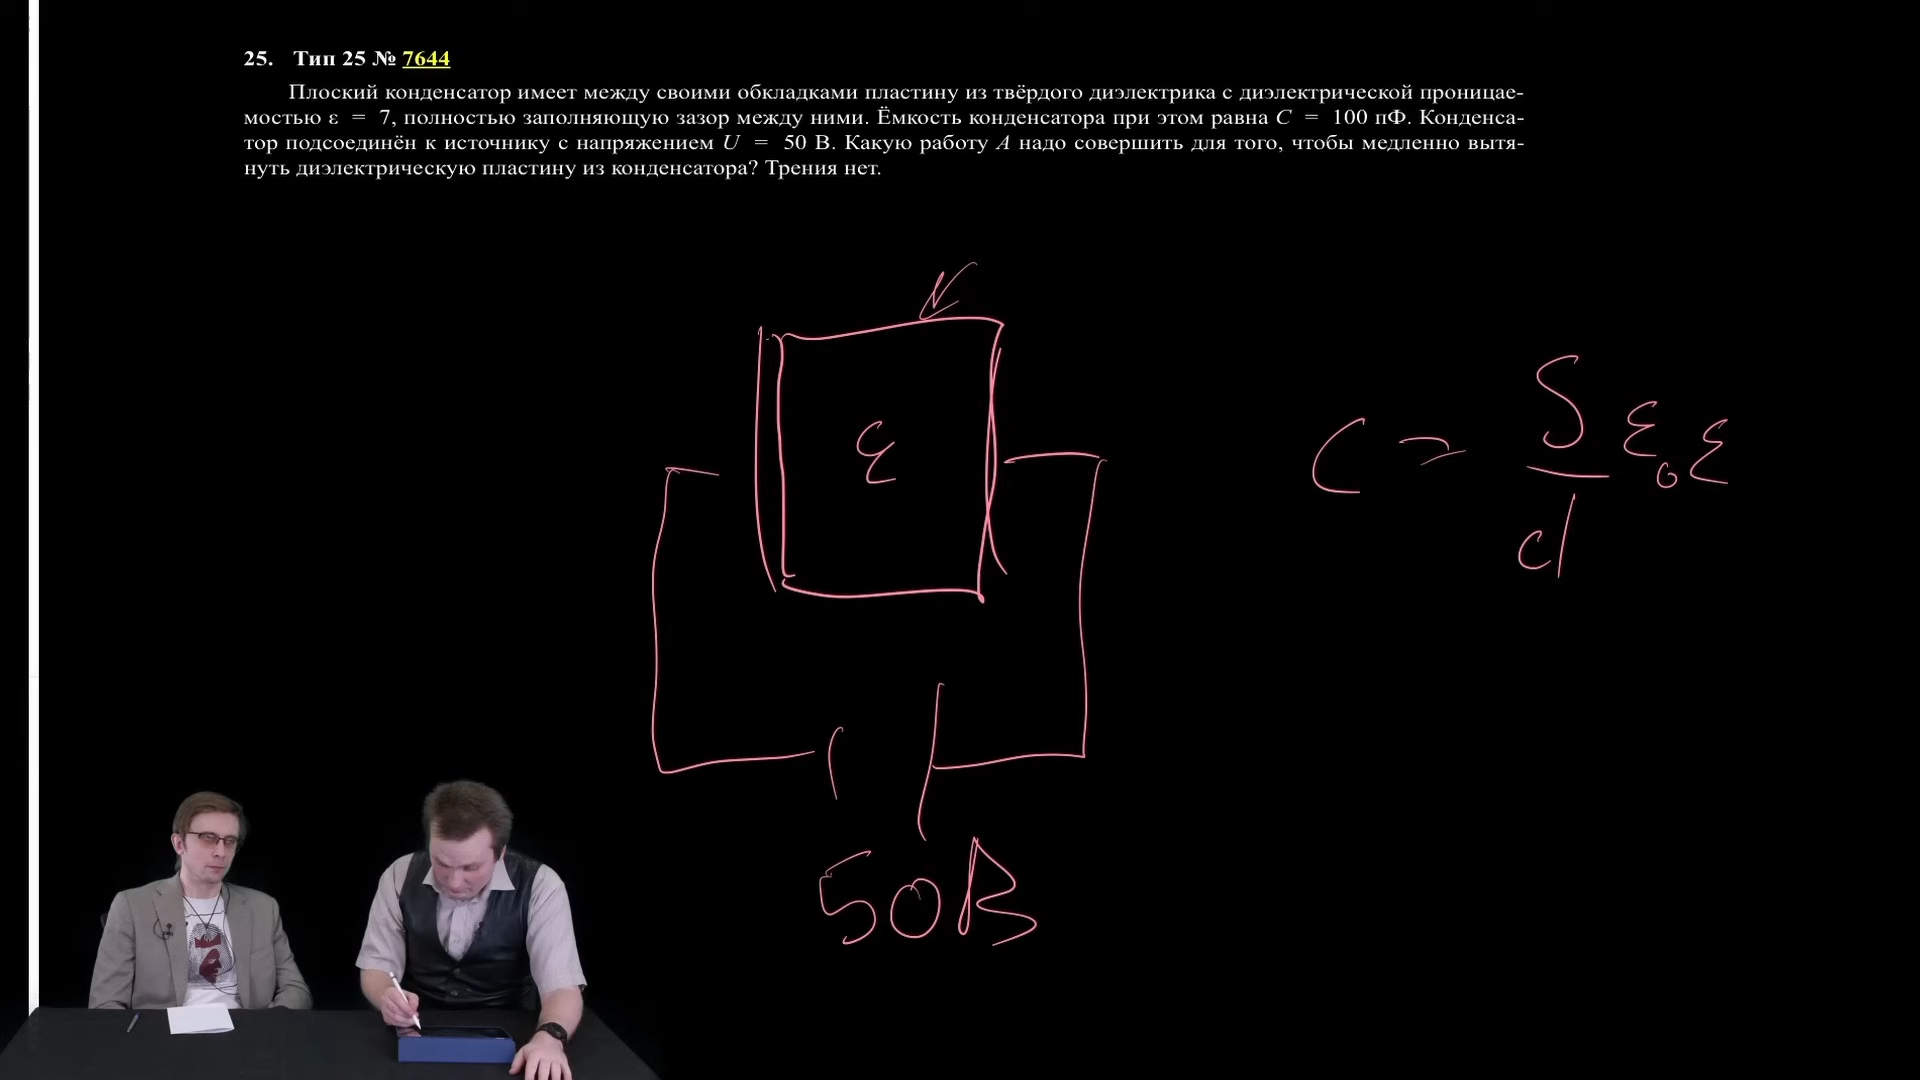 25. Тип 25 № 7644
Плоский конденсатор имеет между своими обкладками пластину из твёрдого диэлектрика с диэлектрической проницае-
мостью ε = 7, полностью заполняющую зазор между ними. Ёмкость конденсатора при этом равна C = 100 пФ. Конденса-
тор подсоединён к источнику с напряжением U = 50 В. Какую работу A надо совершить для того, чтобы медленно вытя-
нуть диэлектрическую пластину из конденсатора? Трения нет.
ε
C = S/d ε₀ε
50В